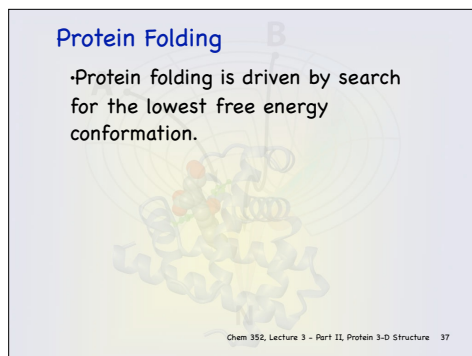 Protein Folding
B
A
•Protein folding is driven by search
for the lowest free energy
conformation.
N
Chem 352, Lecture 3 - Part II, Protein 3-D Structure 37